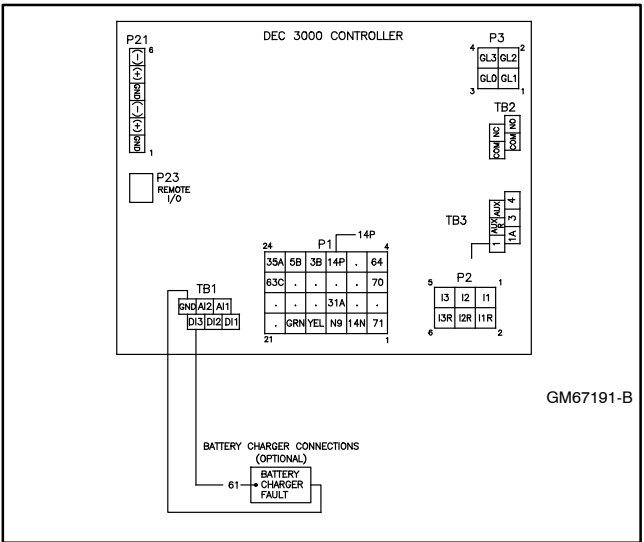 DEC 3000 CONTROLLER
P21
6
(-)
(+)
GND
(-)
(+)
GND
1
P23
REMOTE
I/O
P3
4 2
GL3 GL2
GL0 GL1
3 1
TB2
COM NC
COM NO
TB3
1 AUX R AUX
1A 3 4
14P
24 P1 4
35A 5B 3B 14P . 64
63C . . . . 70
. . . 31A . .
. GRN YEL N9 14N 71
21 1
P2
5 1
I3 I2 I1
I3R I2R I1R
6 2
TB1
GND AI2 AI1
DI3 DI2 DI1
GM67191-B
BATTERY CHARGER CONNECTIONS
(OPTIONAL)
61
BATTERY
CHARGER
FAULT